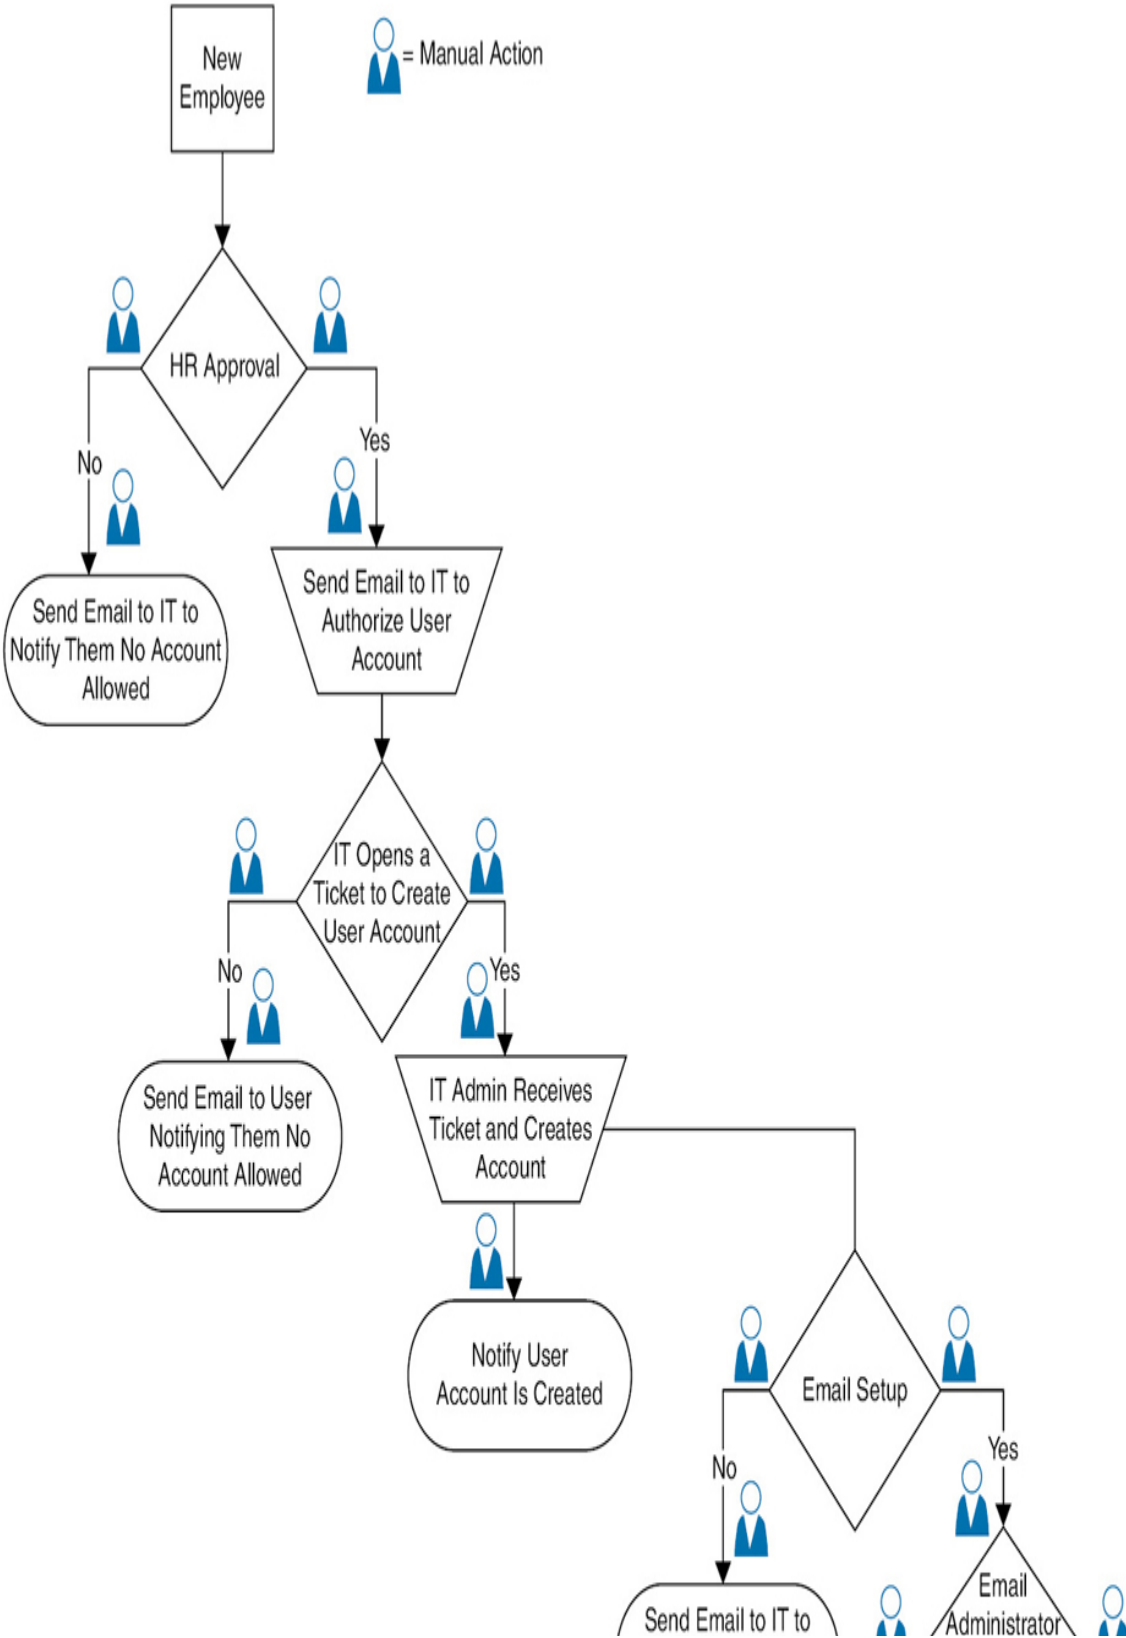 New
Employee
= Manual Action
HR Approval
No
Yes
Send Email to IT to
Notify Them No Account
Allowed
Send Email to IT to
Authorize User
Account
IT Opens a
Ticket to Create
User Account
No
Yes
Send Email to User
Notifying Them No
Account Allowed
IT Admin Receives
Ticket and Creates
Account
Notify User
Account Is Created
Email Setup
No
Yes
Send Email to IT to
Email
Administrator